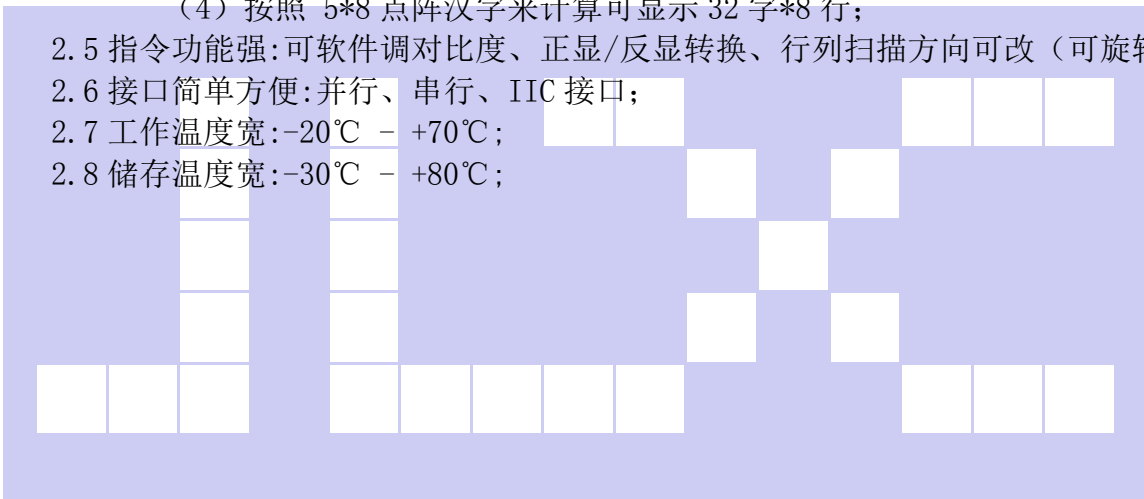 （4）按照 5*8 点阵汉字来计算可显示 32 字*8 行；
2.5 指令功能强:可软件调对比度、正显/反显转换、行列扫描方向可改（可旋转
2.6 接口简单方便:并行、串行、IIC 接口；
2.7 工作温度宽:-20℃ - +70℃；
2.8 储存温度宽:-30℃ - +80℃；